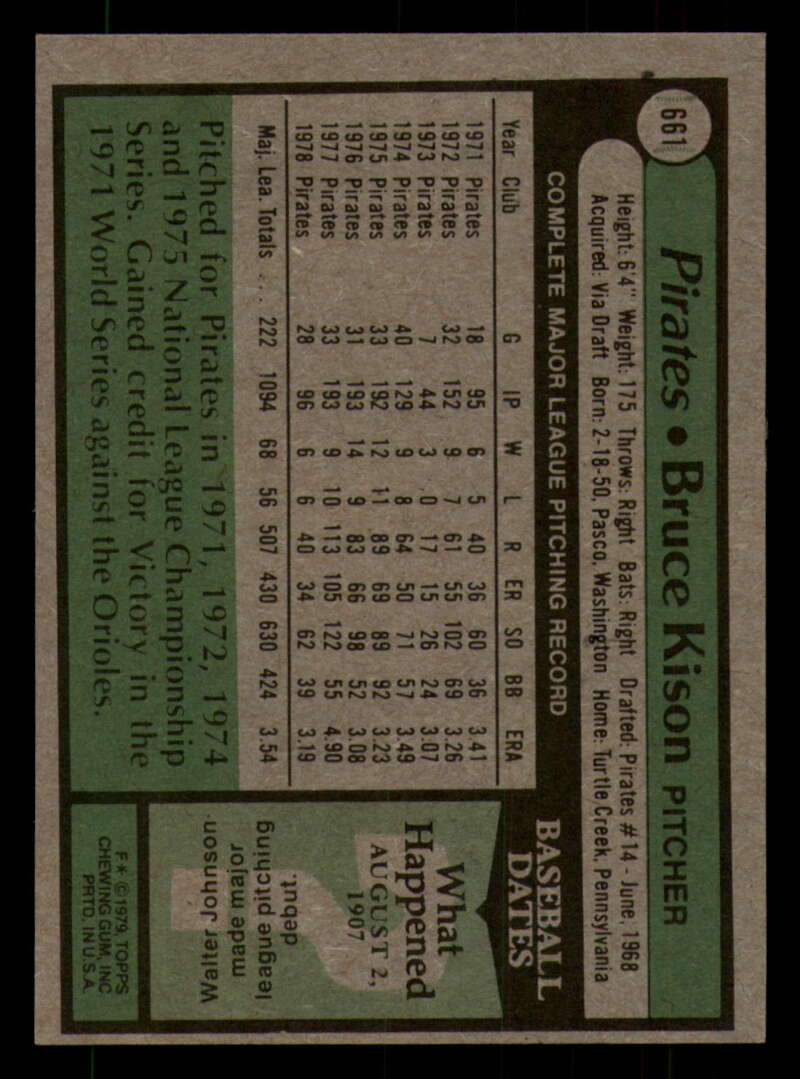 661
Pirates • Bruce Kison PITCHER
Height: 6'4" Weight: 175 Throws: Right Bats: Right Drafted: Pirates #14 - June, 1968
Acquired: Via Draft Born: 2-18-50, Pasco, Washington Home: Turtle Creek, Pennsylvania
COMPLETE MAJOR LEAGUE PITCHING RECORD
Year Club G IP W L R ER SO BB ERA
1971 Pirates 18 95 6 5 40 36 60 36 3.41
1972 Pirates 32 152 9 7 61 55 102 69 3.26
1973 Pirates 7 44 3 0 17 15 26 24 3.07
1974 Pirates 40 129 9 8 64 50 71 57 3.49
1975 Pirates 33 192 12 11 89 69 89 92 3.23
1976 Pirates 31 193 14 9 83 66 98 52 3.08
1977 Pirates 33 193 9 10 113 105 122 55 4.90
1978 Pirates 28 96 6 6 40 34 62 39 3.19
Maj. Lea. Totals ... 222 1094 68 56 507 430 630 424 3.54
Pitched for Pirates in 1971, 1972, 1974
and 1975 National League Championship
Series. Gained credit for Victory in the
1971 World Series against the Orioles.
BASEBALL
DATES
What
Happened
AUGUST 2,
1907
Walter Johnson
made major
league pitching
debut.
F✶ © 1979, TOPPS
CHEWING GUM, INC
PRTD. IN U.S.A.